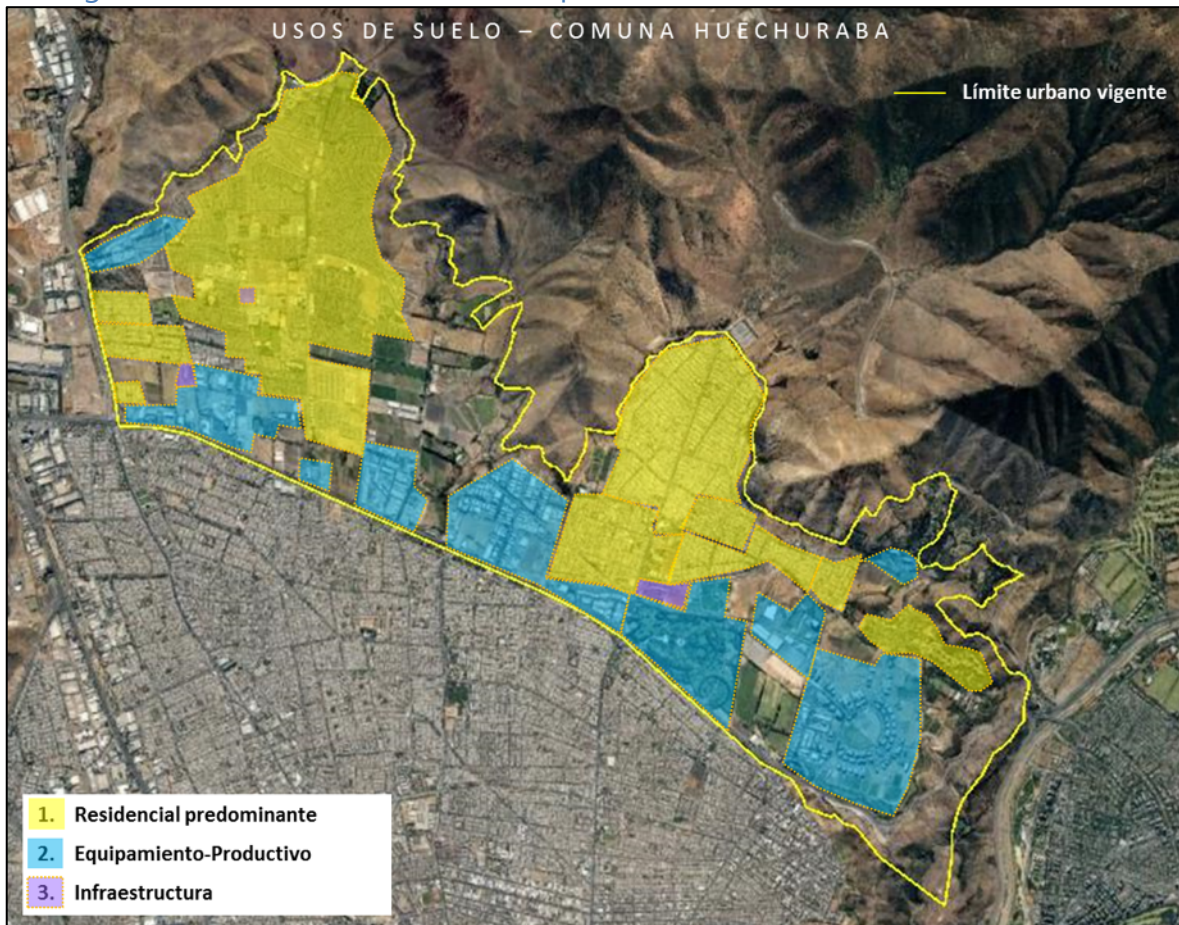 USOS DE SUELO – COMUNA HUECHURABA
Límite urbano vigente
1. Residencial predominante
2. Equipamiento-Productivo
3. Infraestructura